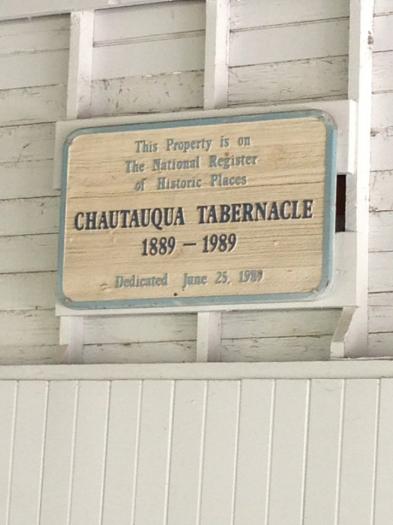 This Property is on
The National Register
of Historic Places
CHAUTAUQUA TABERNACLE
1889 - 1989
Dedicated June 25, 1989